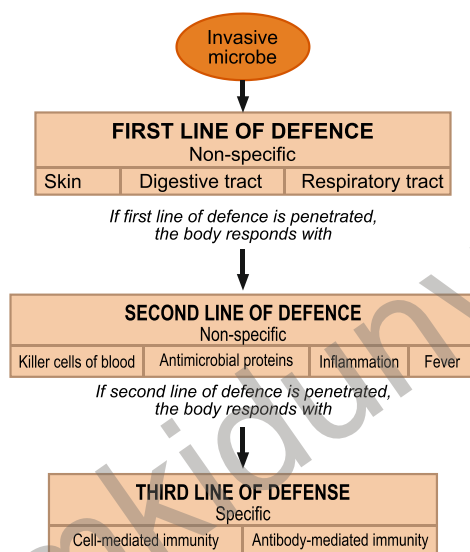 Invasive
microbe
FIRST LINE OF DEFENCE
Non-specific
Skin Digestive tract Respiratory tract
If first line of defence is penetrated,
the body responds with
SECOND LINE OF DEFENCE
Non-specific
Killer cells of blood Antimicrobial proteins Inflammation Fever
If second line of defence is penetrated,
the body responds with
THIRD LINE OF DEFENSE
Specific
Cell-mediated immunity Antibody-mediated immunity